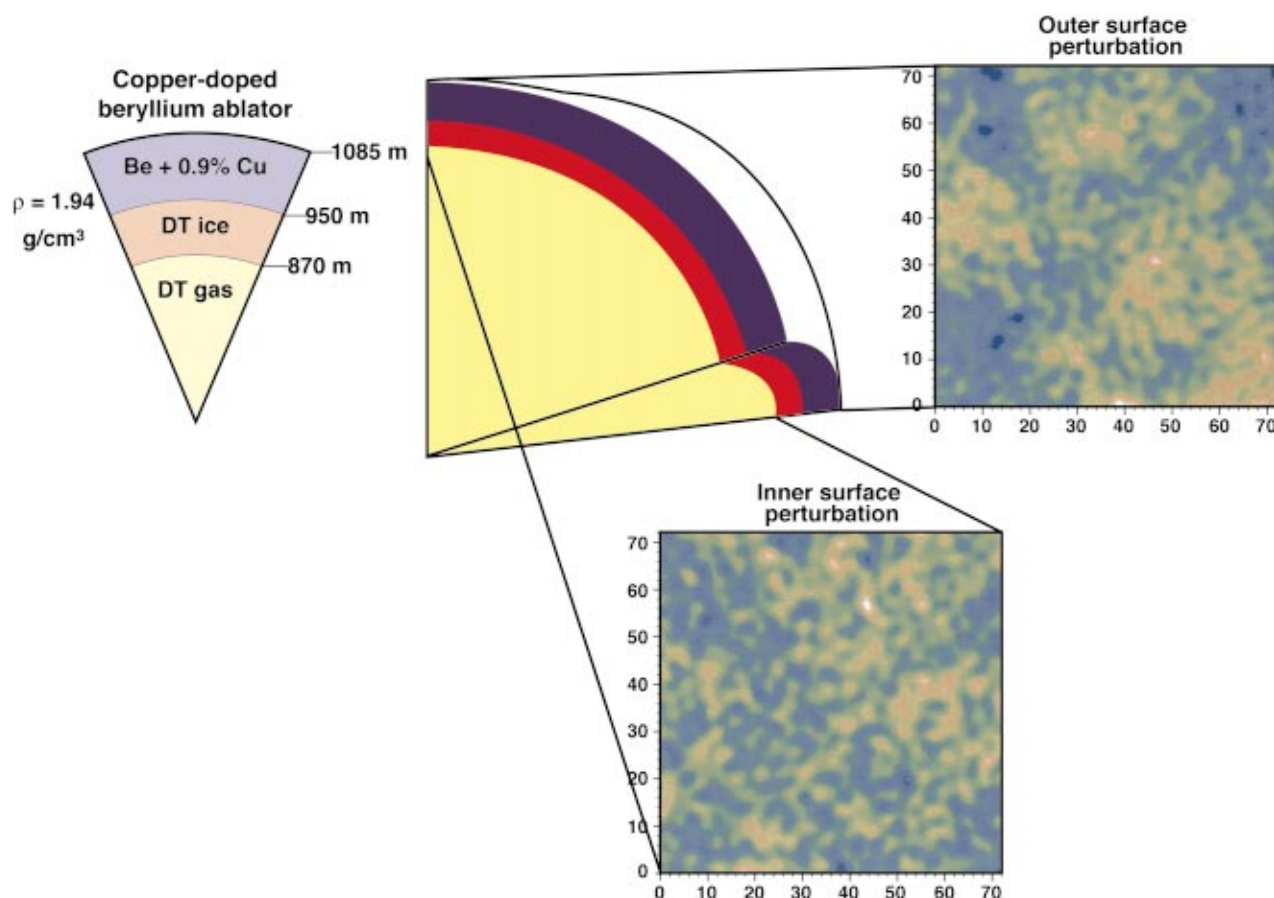 Copper-doped
beryllium ablator
Be + 0.9% Cu
1085 m
ρ = 1.94
g/cm³
950 m
DT ice
870 m
DT gas
Outer surface
perturbation
70
60
50
40
30
20
10
0
0 10 20 30 40 50 60 70
Inner surface
perturbation
70
60
50
40
30
20
10
0
0 10 20 30 40 50 60 70